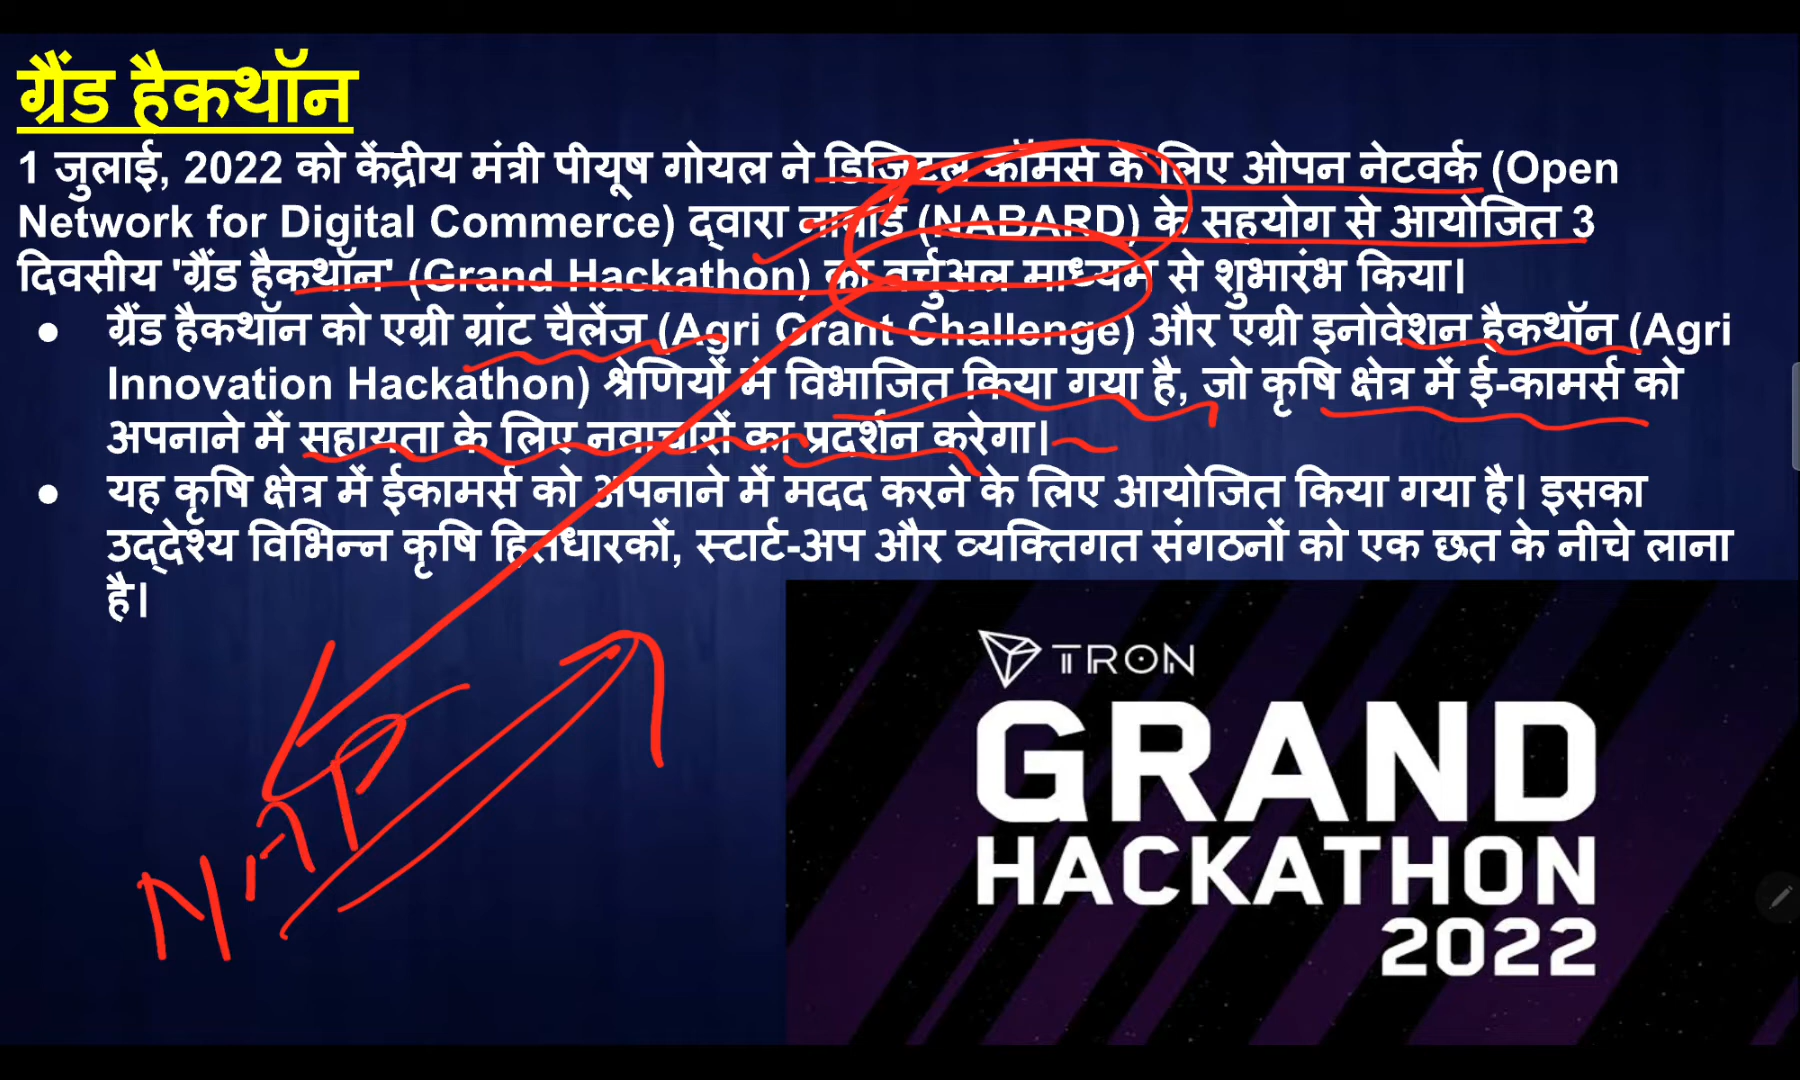 ग्रैंड हैकथॉन
1 जुलाई, 2022 को केंद्रीय मंत्री पीयूष गोयल ने डिजिटल कॉमर्स के लिए ओपन नेटवर्क (Open
Network for Digital Commerce) द्वारा नाबार्ड (NABARD) के सहयोग से आयोजित 3
दिवसीय 'ग्रैंड हैकथॉन' (Grand Hackathon) का वर्चुअल माध्यम से शुभारंभ किया।
● ग्रैंड हैकथॉन को एग्री ग्रांट चैलेंज (Agri Grant Challenge) और एग्री इनोवेशन हैकथॉन (Agri
Innovation Hackathon) श्रेणियों में विभाजित किया गया है, जो कृषि क्षेत्र में ई-कामर्स को
अपनाने में सहायता के लिए नवाचारों का प्रदर्शन करेगा।
● यह कृषि क्षेत्र में ईकामर्स को अपनाने में मदद करने के लिए आयोजित किया गया है। इसका
उद्देश्य विभिन्न कृषि हितधारकों, स्टार्ट-अप और व्यक्तिगत संगठनों को एक छत के नीचे लाना
है।
TRON
GRAND
HACKATHON
2022